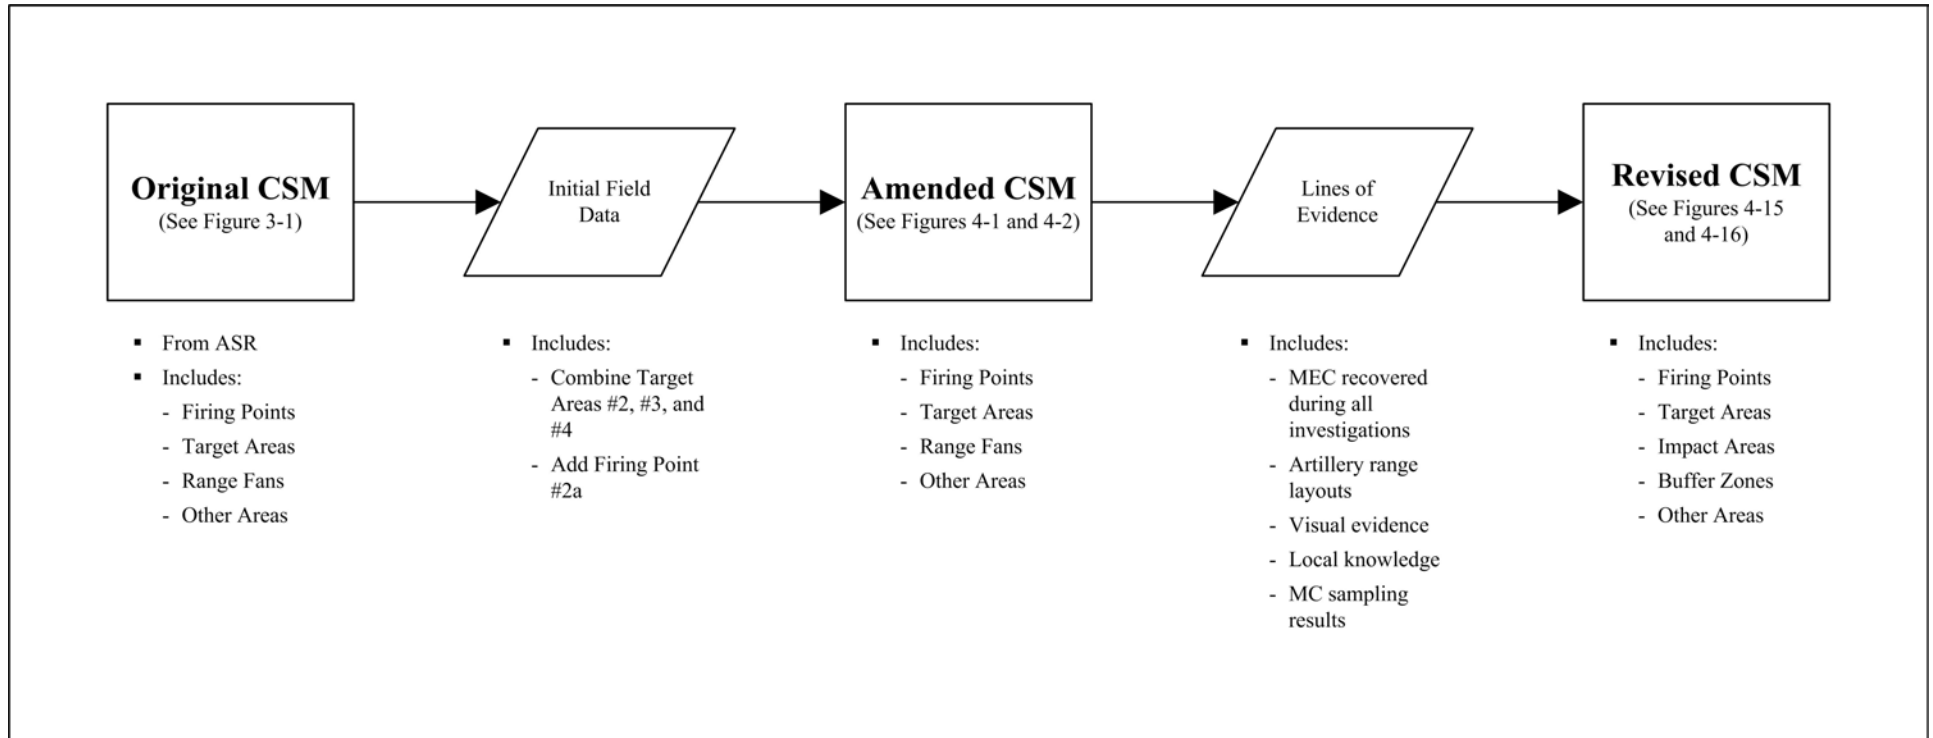 Original CSM
(See Figure 3-1)
▪ From ASR
▪ Includes:
- Firing Points
- Target Areas
- Range Fans
- Other Areas
Initial Field
Data
▪ Includes:
- Combine Target
Areas #2, #3, and
#4
- Add Firing Point
#2a
Amended CSM
(See Figures 4-1 and 4-2)
▪ Includes:
- Firing Points
- Target Areas
- Range Fans
- Other Areas
Lines of
Evidence
▪ Includes:
- MEC recovered
during all
investigations
- Artillery range
layouts
- Visual evidence
- Local knowledge
- MC sampling
results
Revised CSM
(See Figures 4-15
and 4-16)
▪ Includes:
- Firing Points
- Target Areas
- Impact Areas
- Buffer Zones
- Other Areas